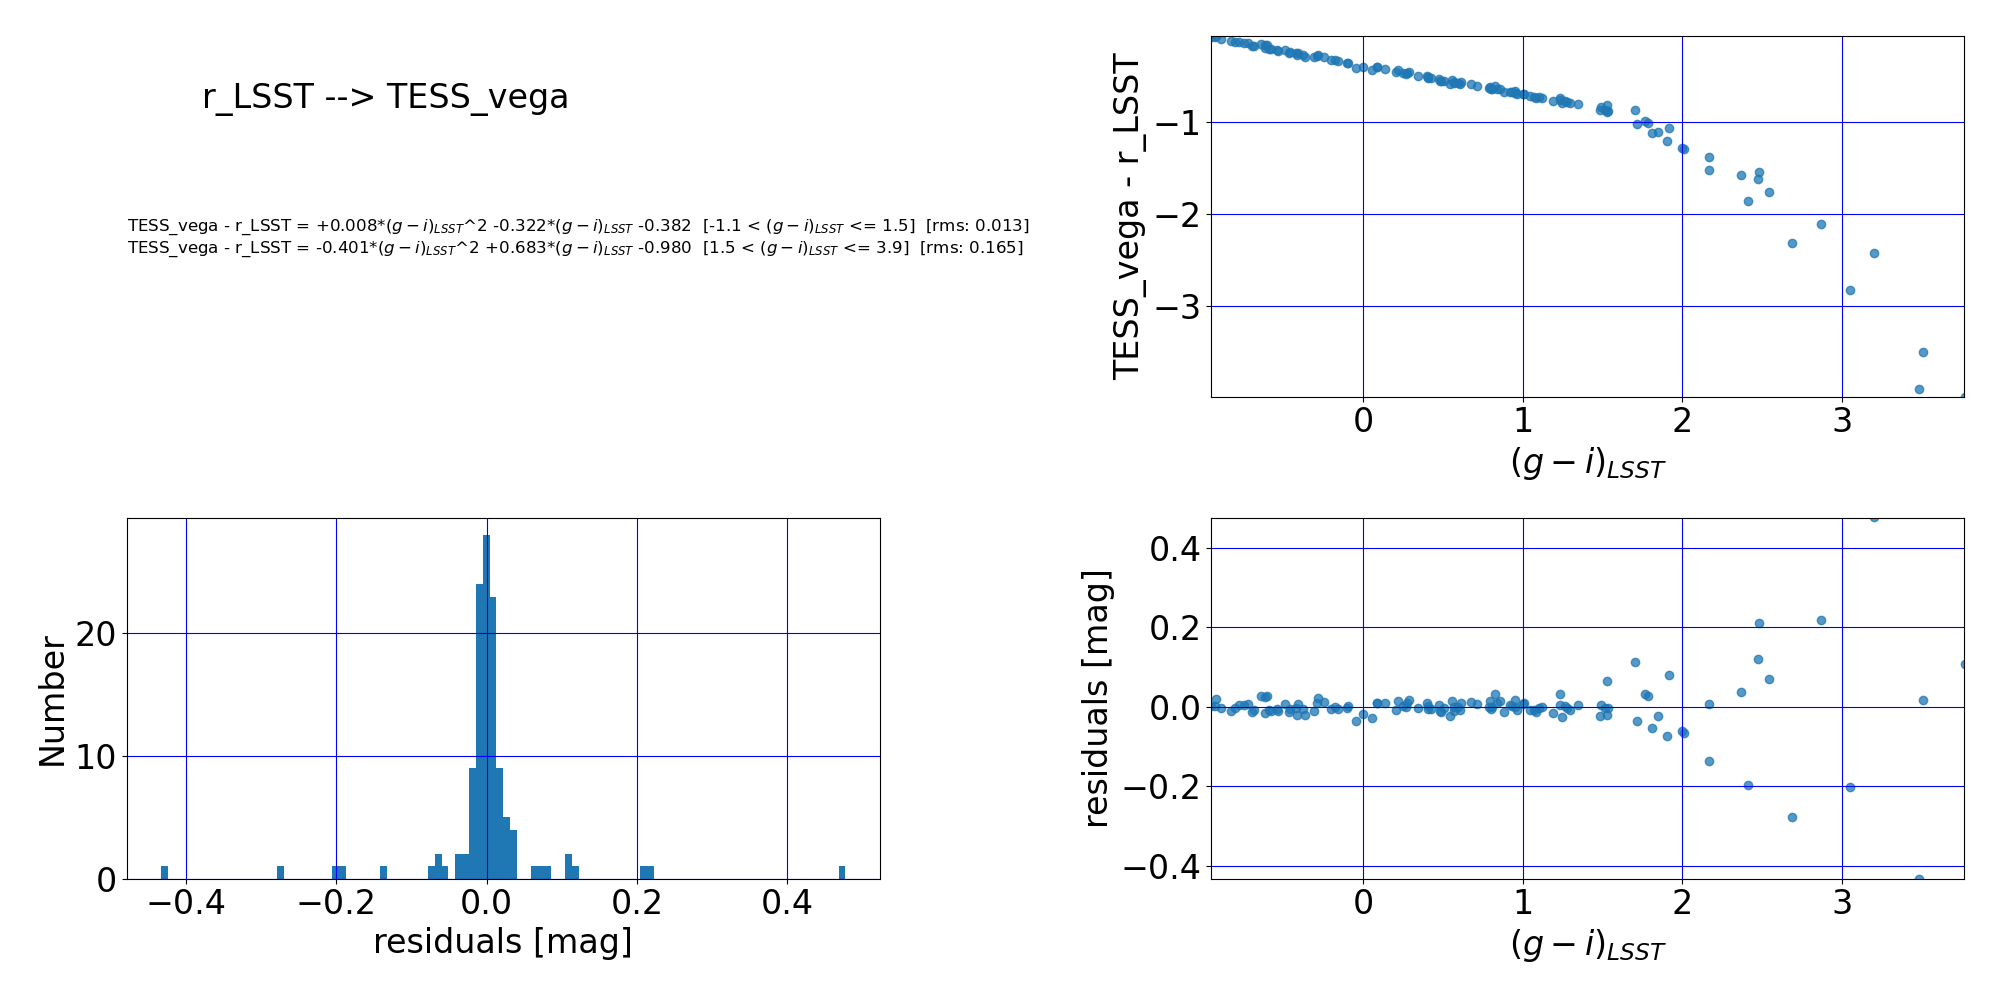 r_LSST --> TESS_vega
TESS_vega - r_LSST = +0.008*(g − i)LSST^2 -0.322*(g − i)LSST -0.382  [-1.1 < (g − i)LSST <= 1.5]  [rms: 0.013]
TESS_vega - r_LSST = -0.401*(g − i)LSST^2 +0.683*(g − i)LSST -0.980  [1.5 < (g − i)LSST <= 3.9]  [rms: 0.165]
TESS_vega - r_LSST
−1
−2
−3
0 1 2 3
(g − i)LSST
Number
20
10
0
−0.4 −0.2 0.0 0.2 0.4
residuals [mag]
residuals [mag]
0.4
0.2
0.0
−0.2
−0.4
0 1 2 3
(g − i)LSST